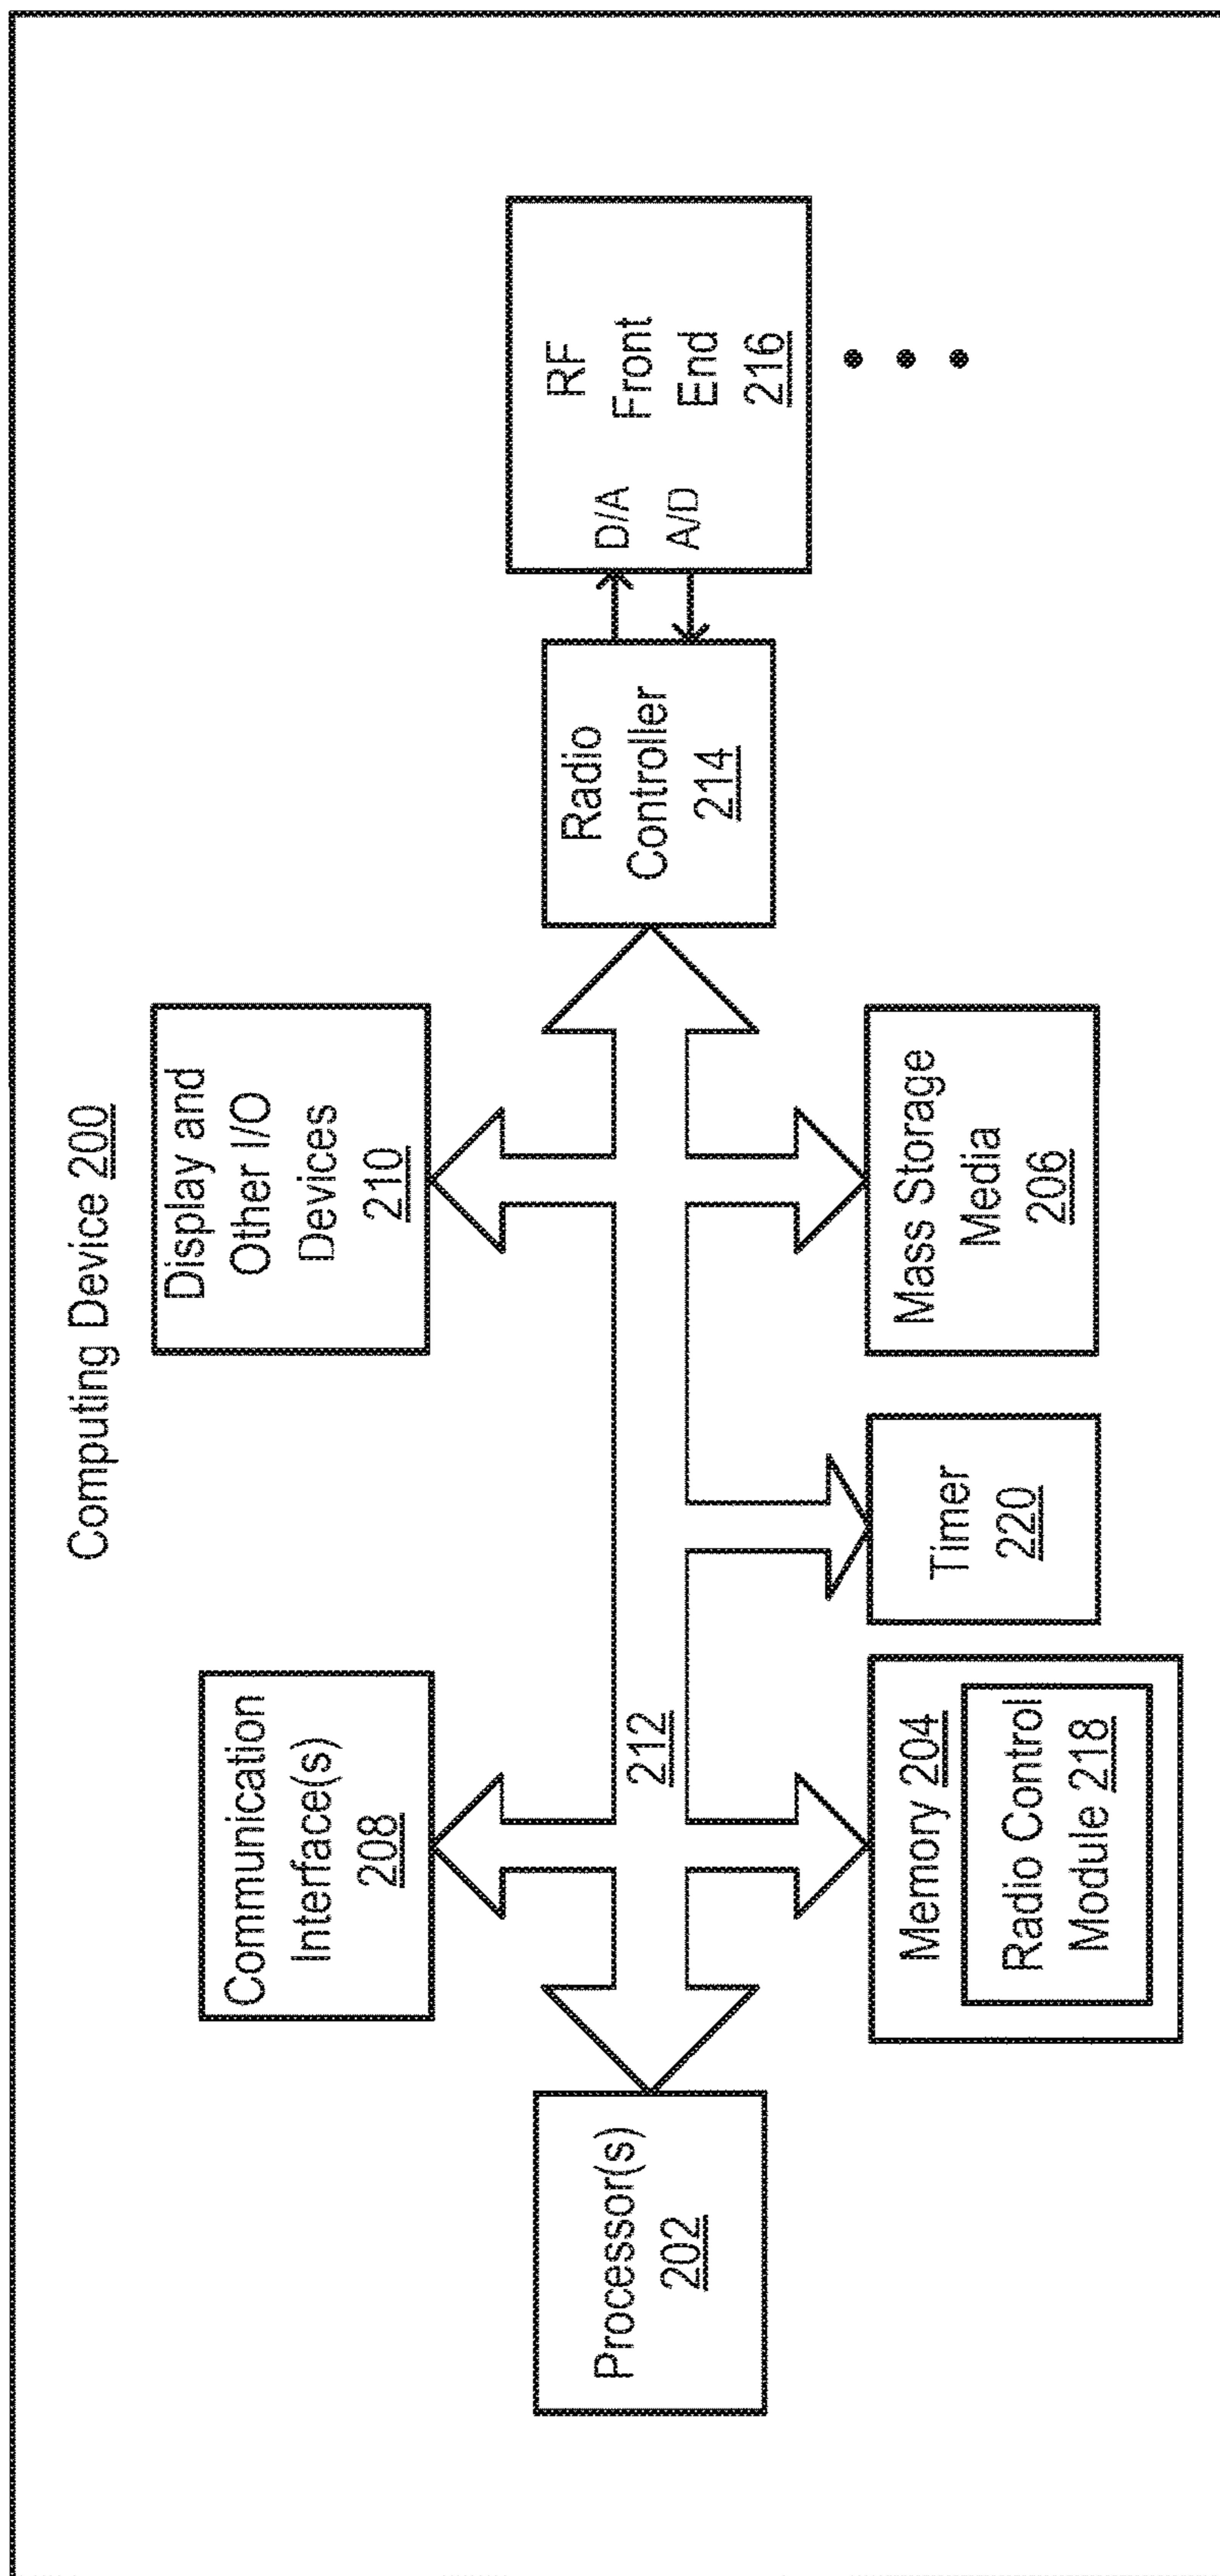 Computing Device 200
Communication
Interface(s)
208
Display and
Other I/O
Devices
210
Processor(s)
202
212
Radio
Controller
214
D/A
A/D
RF
Front
End
216
Memory 204
Radio Control
Module 218
Timer
220
Mass Storage
Media
206